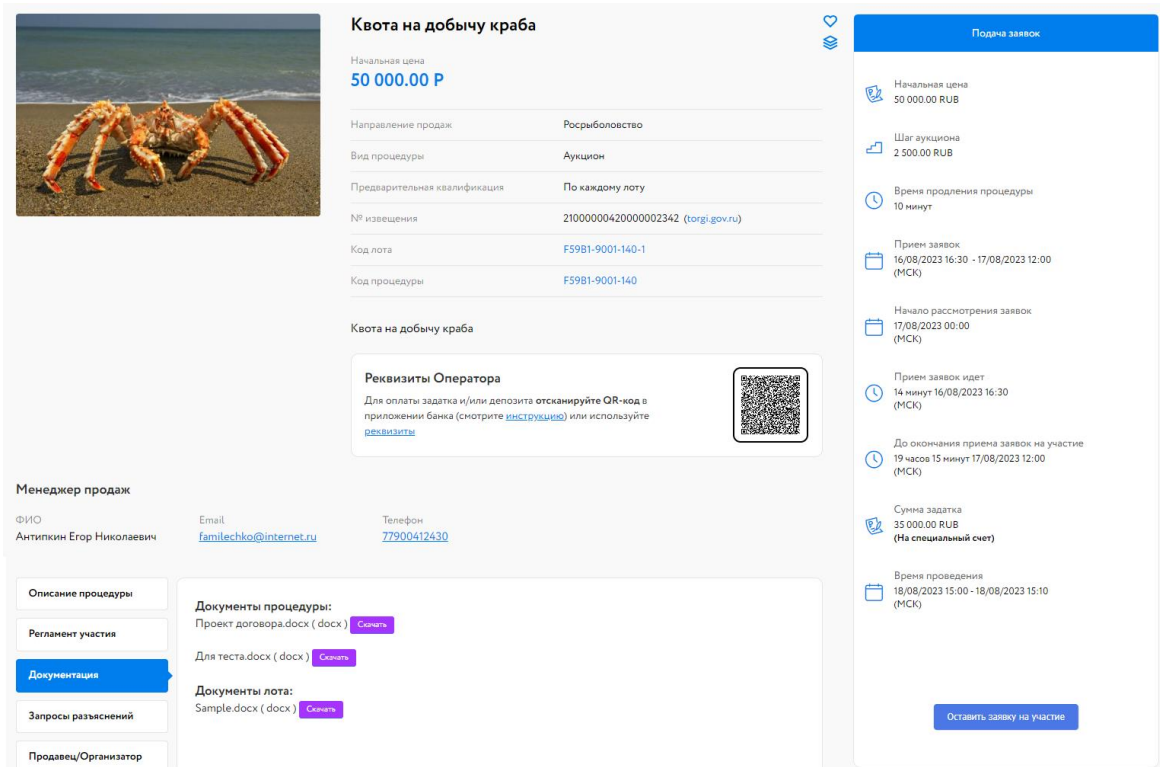 Квота на добычу краба
Начальная цена
50 000.00 Р
Направление продаж Росрыболовство
Вид процедуры Аукцион
Предварительная квалификация По каждому лоту
№ извещения 21000000420000002342 (torgi.gov.ru)
Код лота F59B1-9001-140-1
Код процедуры F59B1-9001-140
Квота на добычу краба
Реквизиты Оператора
Для оплаты задатка и/или депозита отсканируйте QR-код в
приложении банка (смотрите инструкцию) или используйте
реквизиты
Менеджер продаж
ФИО Email Телефон
Антипкин Егор Николаевич familechko@internet.ru 77900412430
Описание процедуры
Регламент участия
Документация
Запросы разъяснений
Продавец/Организатор
Документы процедуры:
Проект договора.docx ( docx ) Скачать
Для теста.docx ( docx ) Скачать
Документы лота:
Sample.docx ( docx ) Скачать
Подача заявок
Начальная цена
50 000.00 RUB
Шаг аукциона
2 500.00 RUB
Время продления процедуры
10 минут
Прием заявок
16/08/2023 16:30 - 17/08/2023 12:00
(МСК)
Начало рассмотрения заявок
17/08/2023 00:00
(МСК)
Прием заявок идет
14 минут 16/08/2023 16:30
(МСК)
До окончания приема заявок на участие
19 часов 15 минут 17/08/2023 12:00
(МСК)
Сумма задатка
35 000.00 RUB
(На специальный счет)
Время проведения
18/08/2023 15:00 - 18/08/2023 15:10
(МСК)
Оставить заявку на участие